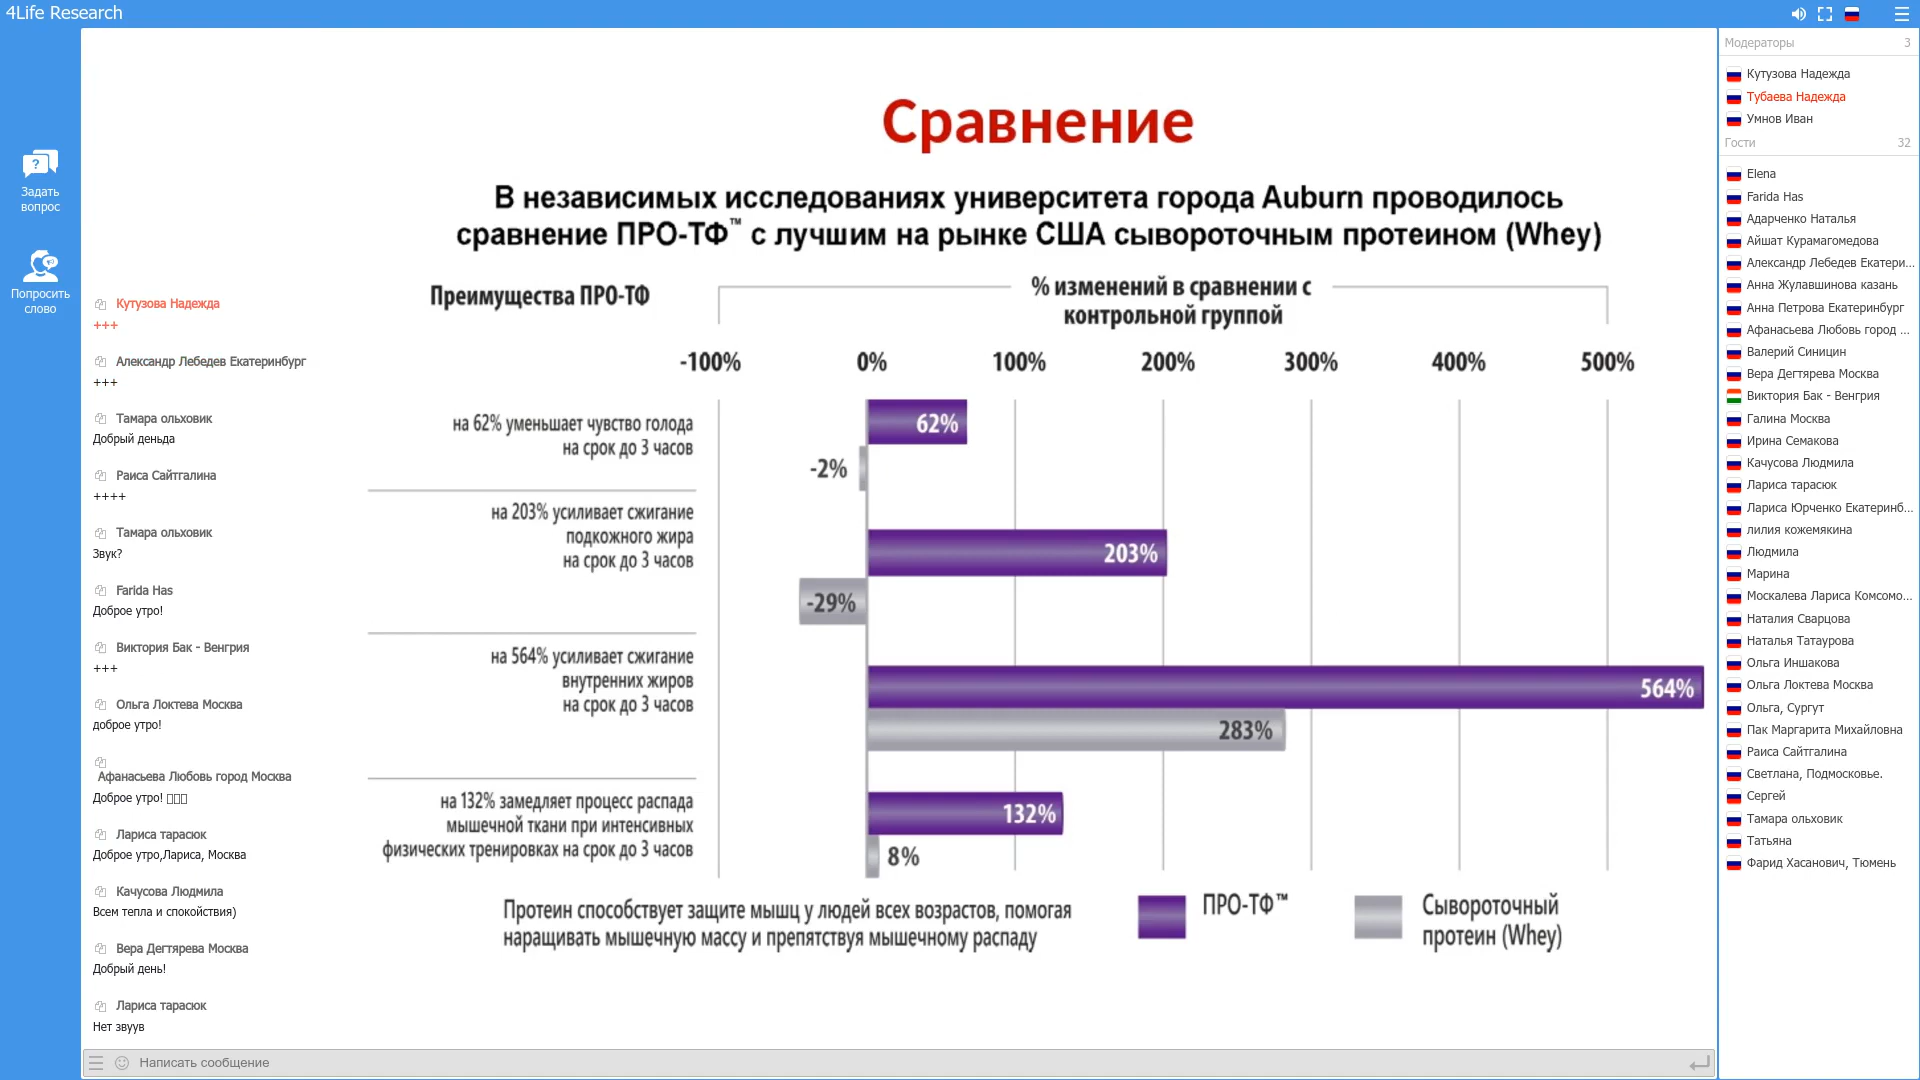 4Life Research
Задать
вопрос
Попросить
слово
Кутузова Надежда
+++
Александр Лебедев Екатеринбург
+++
Тамара ольховик
Добрый деньда
Раиса Сайтгалина
++++
Тамара ольховик
Звук?
Farida Has
Доброе утро!
Виктория Бак - Венгрия
+++
Ольга Локтева Москва
доброе утро!
Афанасьева Любовь город Москва
Доброе утро! 
Лариса тарасюк
Доброе утро,Лариса, Москва
Качусова Людмила
Всем тепла и спокойствия)
Вера Дегтярева Москва
Добрый день!
Лариса тарасюк
Нет звуув
Написать сообщение
Сравнение
В независимых исследованиях университета города Auburn проводилось
сравнение ПРО-ТФ™ с лучшим на рынке США сывороточным протеином (Whey)
Преимущества ПРО-ТФ
% изменений в сравнении с
контрольной группой
-100% 0% 100% 200% 300% 400% 500%
на 62% уменьшает чувство голода
на срок до 3 часов
62%
-2%
на 203% усиливает сжигание
подкожного жира
на срок до 3 часов
203%
-29%
на 564% усиливает сжигание
внутренних жиров
на срок до 3 часов
564%
283%
на 132% замедляет процесс распада
мышечной ткани при интенсивных
физических тренировках на срок до 3 часов
132%
8%
Протеин способствует защите мышц у людей всех возрастов, помогая
наращивать мышечную массу и препятствуя мышечному распаду
ПРО-ТФ™
Сывороточный
протеин (Whey)
Модераторы 3
Кутузова Надежда
Тубаева Надежда
Умнов Иван
Гости 32
Elena
Farida Has
Адарченко Наталья
Айшат Курамагомедова
Александр Лебедев Екатери...
Анна Жулавшинова казань
Анна Петрова Екатеринбург
Афанасьева Любовь город ...
Валерий Синицин
Вера Дегтярева Москва
Виктория Бак - Венгрия
Галина Москва
Ирина Семакова
Качусова Людмила
Лариса тарасюк
Лариса Юрченко Екатеринб...
лилия кожемякина
Людмила
Марина
Москалева Лариса Комсомо...
Наталия Сварцова
Наталья Татаурова
Ольга Иншакова
Ольга Локтева Москва
Ольга, Сургут
Пак Маргарита Михайловна
Раиса Сайтгалина
Светлана, Подмосковье.
Сергей
Тамара ольховик
Татьяна
Фарид Хасанович, Тюмень